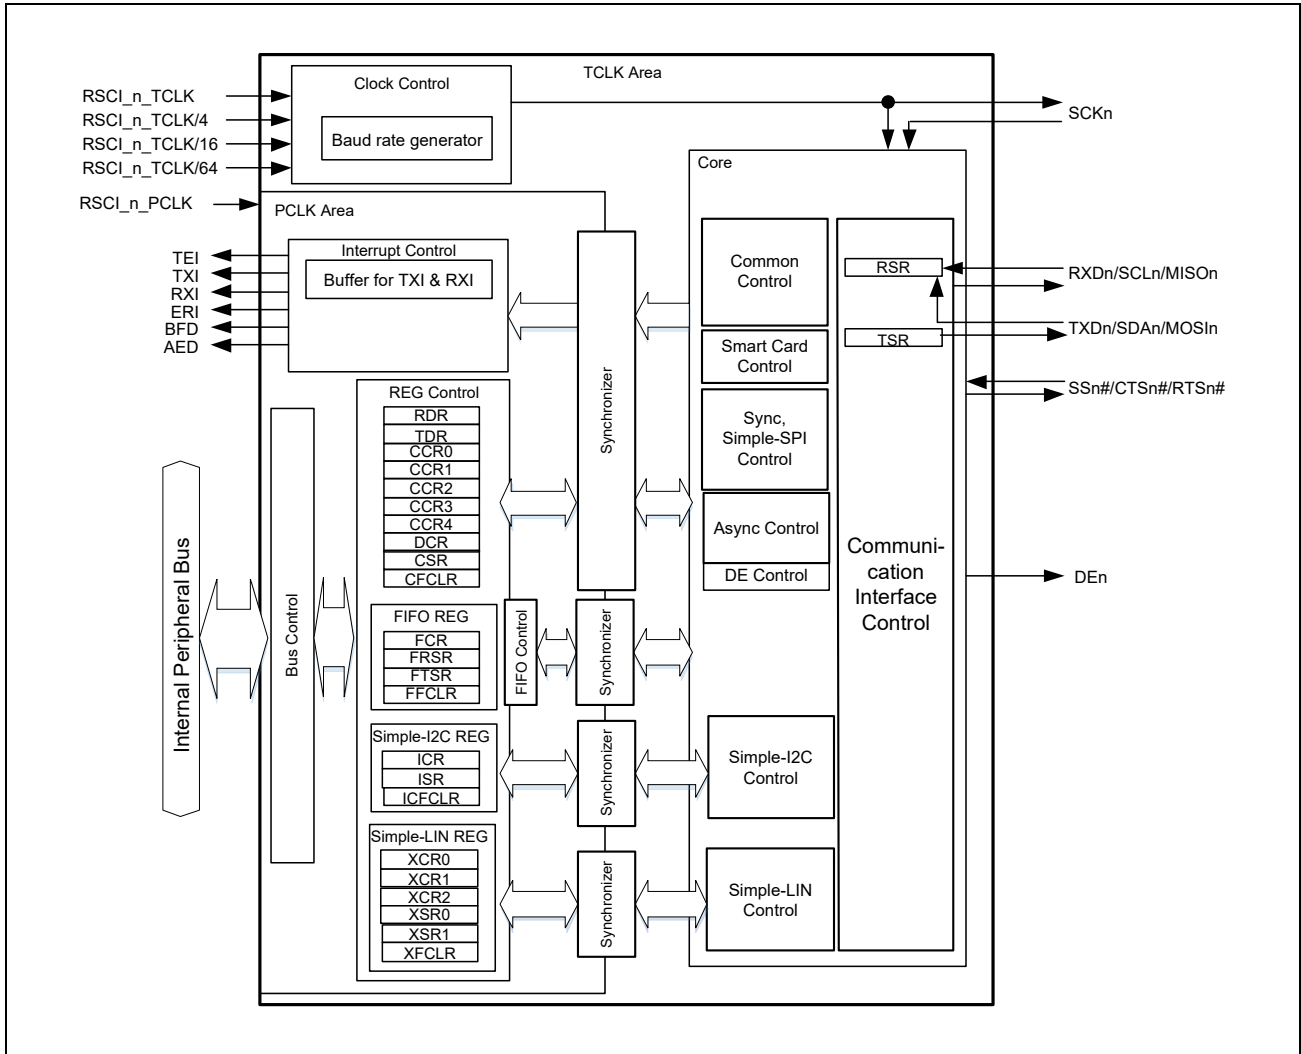 TCLK Area
Clock Control
Baud rate generator
RSCI_n_TCLK
RSCI_n_TCLK/4
RSCI_n_TCLK/16
RSCI_n_TCLK/64
RSCI_n_PCLK
SCKn
PCLK Area
Interrupt Control
Buffer for TXI & RXI
TEI
TXI
RXI
ERI
BFD
AED
REG Control
RDR
TDR
CCR0
CCR1
CCR2
CCR3
CCR4
DCR
CSR
CFCLR
FIFO REG
FCR
FRSR
FTSR
FFCLR
FIFO Control
Simple-I2C REG
ICR
ISR
ICFCLR
Simple-LIN REG
XCR0
XCR1
XCR2
XSR0
XSR1
XFCLR
Internal Peripheral Bus
Bus Control
Synchronizer
Synchronizer
Synchronizer
Synchronizer
Core
Common
Control
Smart Card
Control
Sync,
Simple-SPI
Control
Async Control
DE Control
Simple-I2C
Control
Simple-LIN
Control
RSR
TSR
Communi-
cation
Interface
Control
RXDn/SCLn/MISOn
TXDn/SDAn/MOSIn
SSn#/CTSn#/RTSn#
DEn